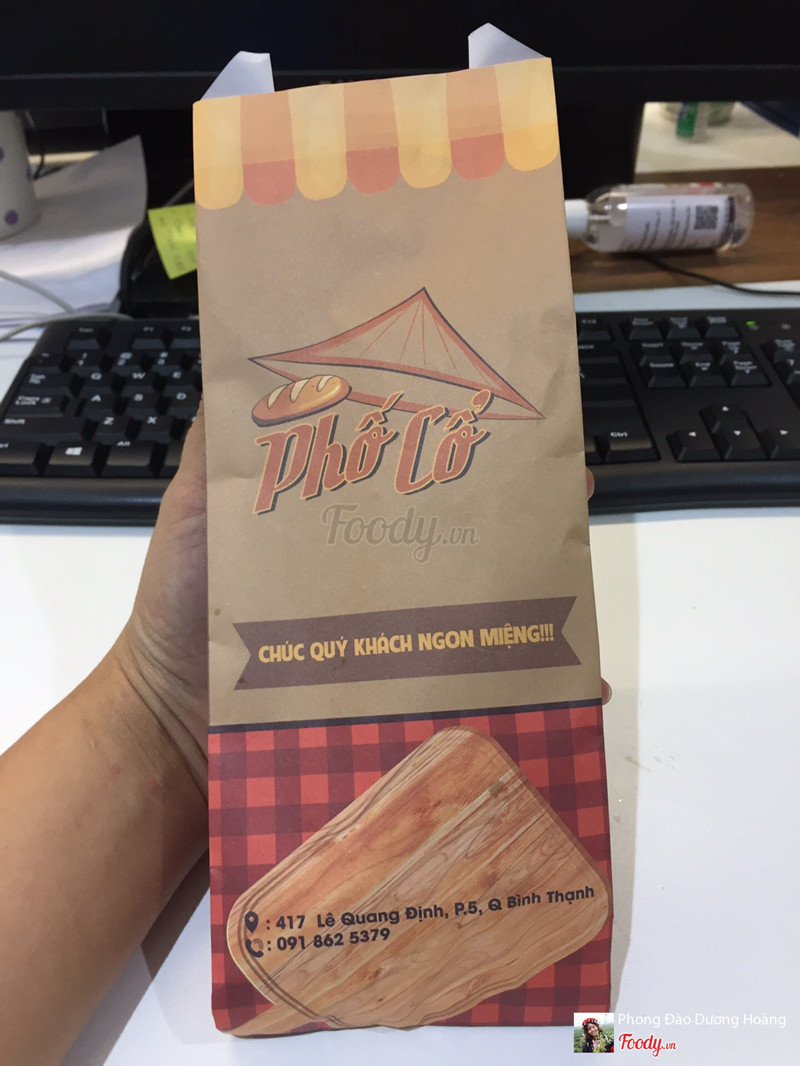 Phố Cổ
Foody.vn
CHÚC QUÝ KHÁCH NGON MIỆNG!!!
: 417 Lê Quang Định, P.5, Q Bình Thạnh
: 091 862 5379
Phong Đào Dương Hoàng
Foody.vn